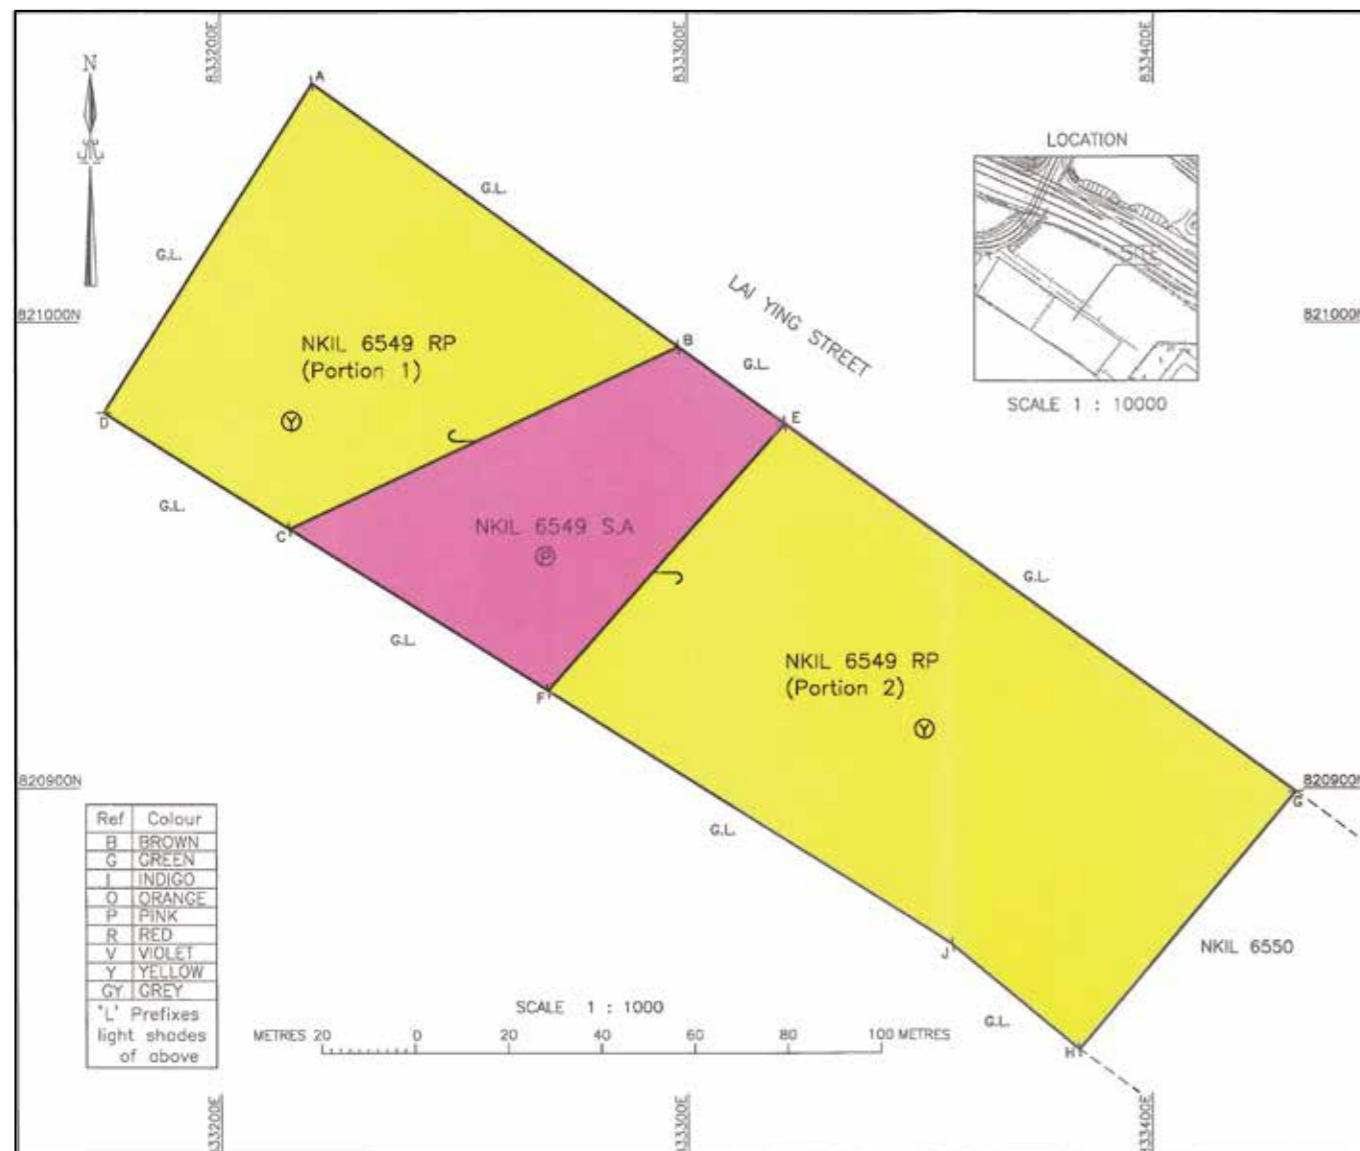 833200E
833300E
833400E
N
A
G.L.
LOCATION
SITE
SCALE 1 : 10000
G.L.
LAI YING STREET
821000N
821000N
NKIL 6549 RP
(Portion 1)
Y
B
G.L.
D
E
G.L.
C
NKIL 6549 S.A
P
G.L.
G.L.
F
NKIL 6549 RP
(Portion 2)
Y
820900N
820900N
G
Ref Colour
B BROWN
G GREEN
I INDIGO
O ORANGE
P PINK
R RED
V VIOLET
Y YELLOW
GY GREY
'L' Prefixes
light shades
of above
G.L.
J
NKIL 6550
SCALE 1 : 1000
METRES 20 0 20 40 60 80 100 METRES
G.L.
H
833200E
833300E
833400E